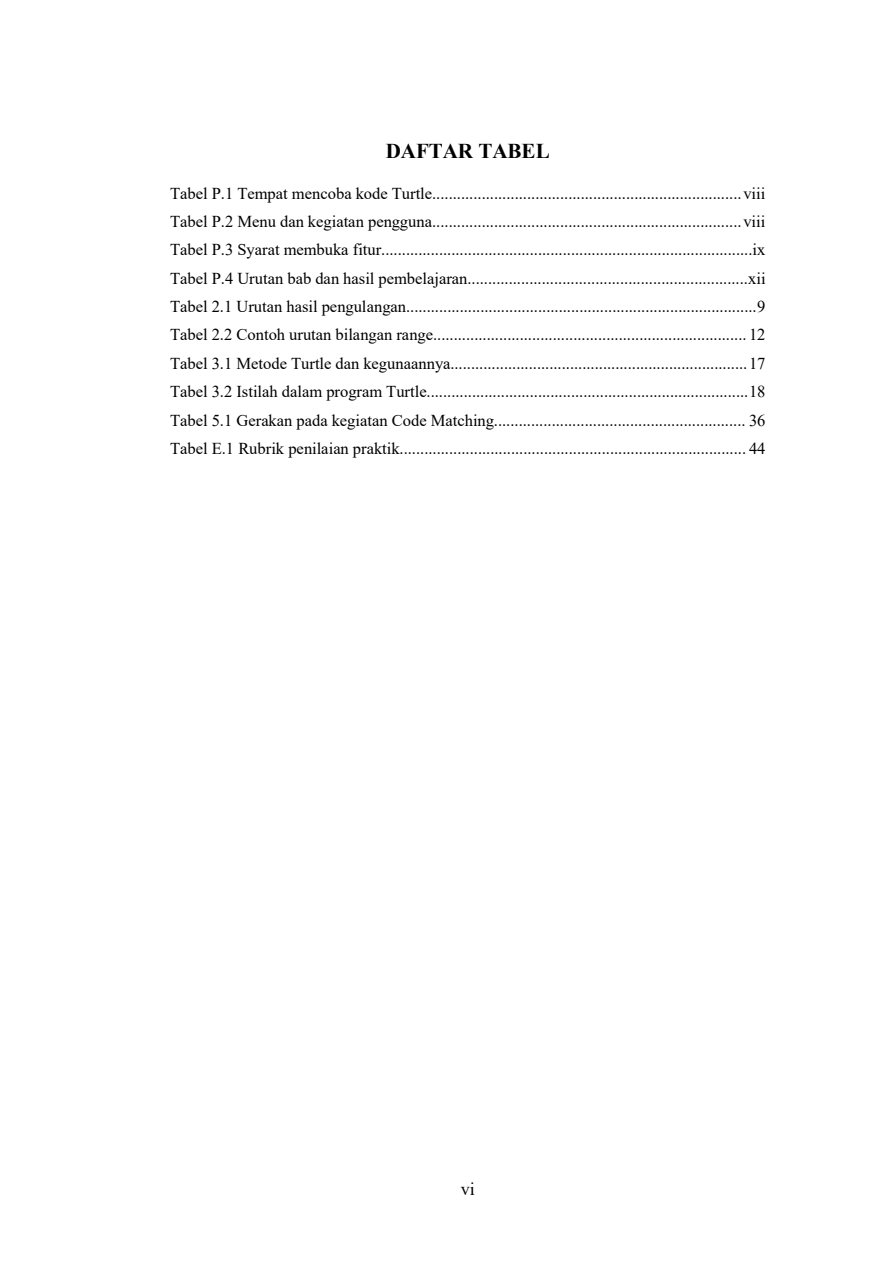 DAFTAR TABEL
Tabel P.1 Tempat mencoba kode Turtle........................................................................... viii
Tabel P.2 Menu dan kegiatan pengguna........................................................................... viii
Tabel P.3 Syarat membuka fitur..........................................................................................ix
Tabel P.4 Urutan bab dan hasil pembelajaran....................................................................xii
Tabel 2.1 Urutan hasil pengulangan.....................................................................................9
Tabel 2.2 Contoh urutan bilangan range............................................................................ 12
Tabel 3.1 Metode Turtle dan kegunaannya........................................................................ 17
Tabel 3.2 Istilah dalam program Turtle..............................................................................18
Tabel 5.1 Gerakan pada kegiatan Code Matching............................................................. 36
Tabel E.1 Rubrik penilaian praktik.................................................................................... 44
vi